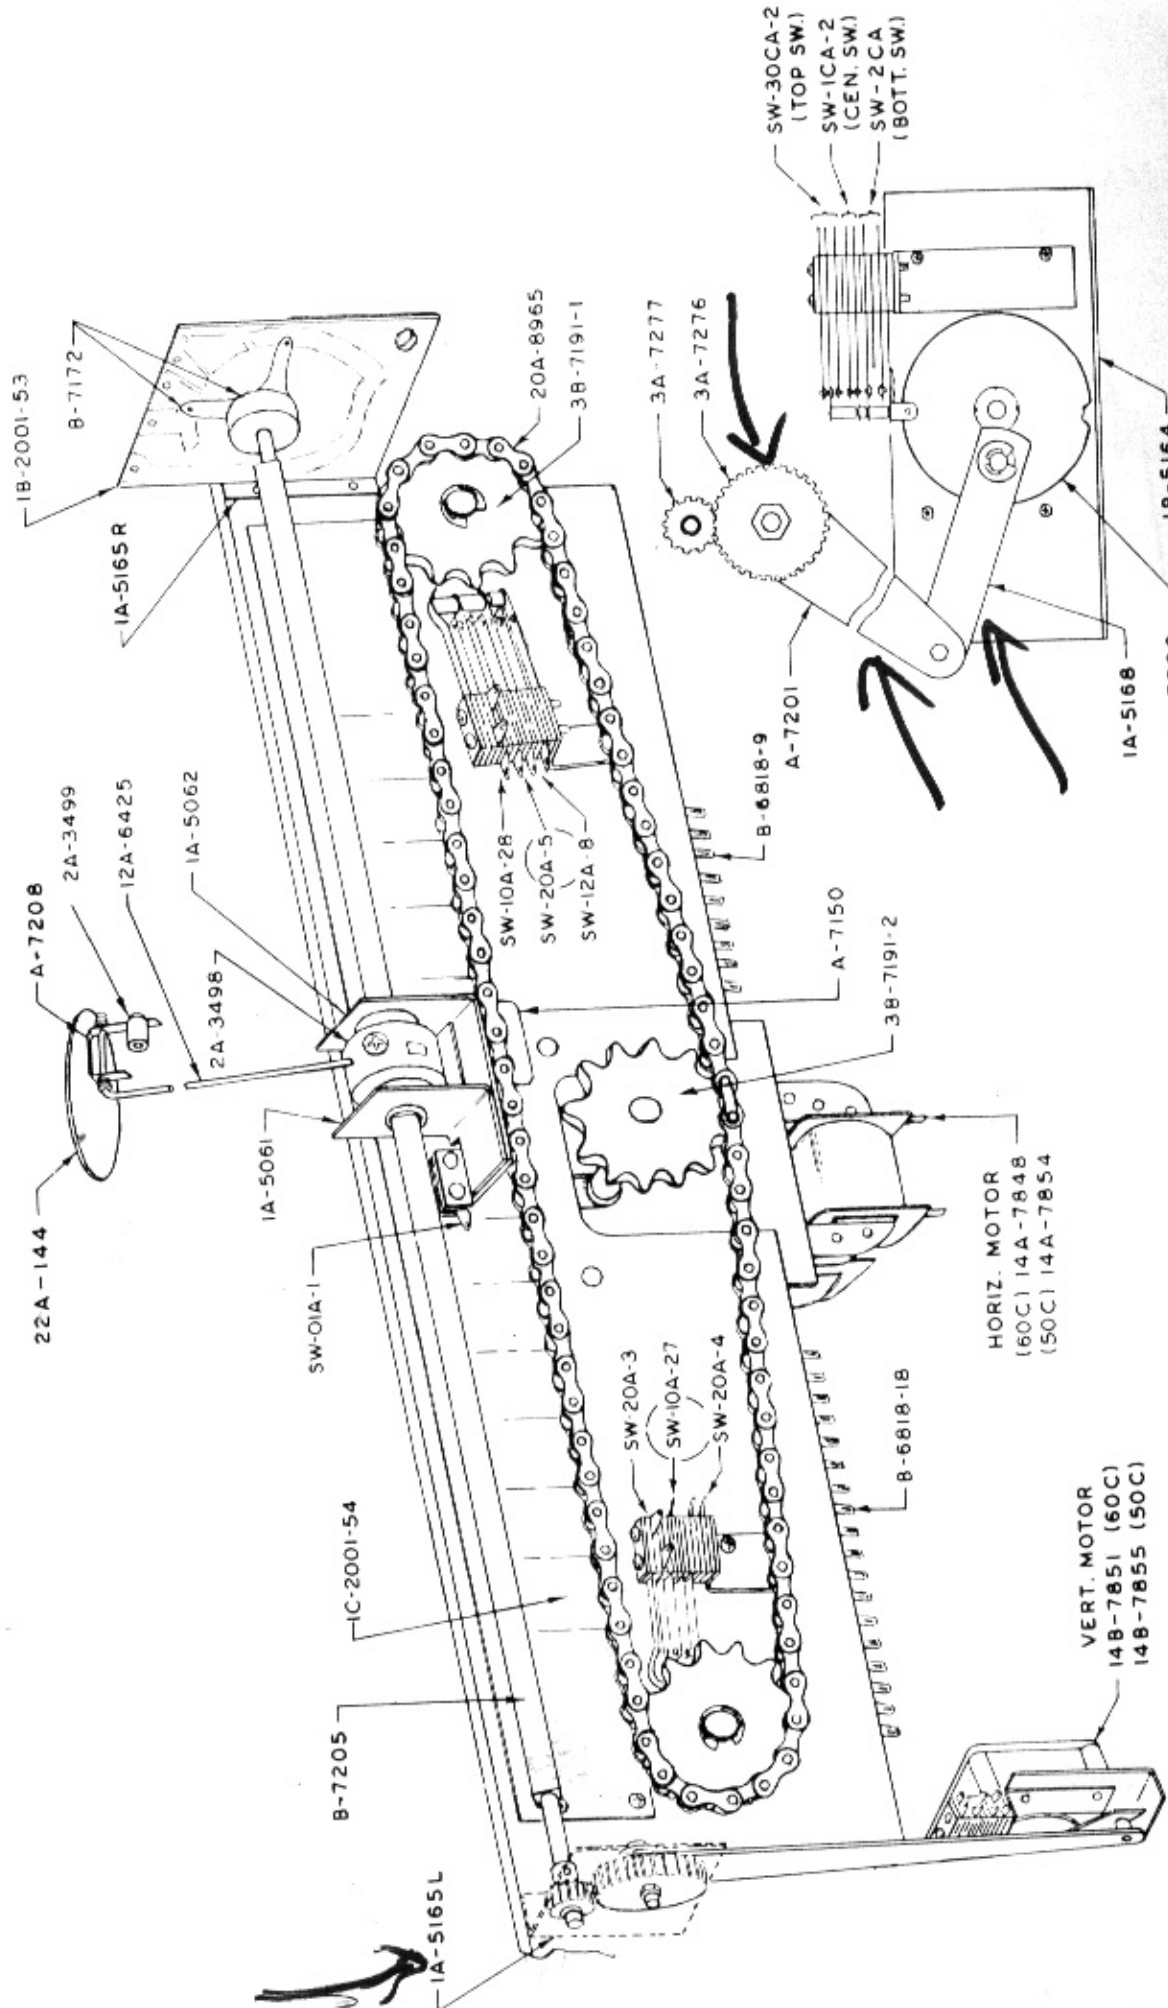 1A-5165L
B-7205
1C-2001-54
22A-144
A-7208
2A-3499
12A-6425
1A-5062
2A-3498
1A-5061
SW-01A-1
1A-5165R
1B-20001-53
B-7172
20A-8965
3B-7191-1
SW-10A-28
SW-20A-5
SW-12A-8
SW-20A-3
SW-10A-27
SW-20A-4
3A-7277
3A-7276
SW-30CA-2
(TOP SW.)
SW-1CA-2
(CEN. SW.)
SW-2CA
(BOTT. SW.)
A-7150
3B-7191-2
B-6818-9
A-7201
B-6818-18
HORIZ. MOTOR
(60C) 14A-7848
(50C) 14A-7854
VERT. MOTOR
14B-7851 (60C)
14B-7855 (50C)
1A-5168
1B-5164